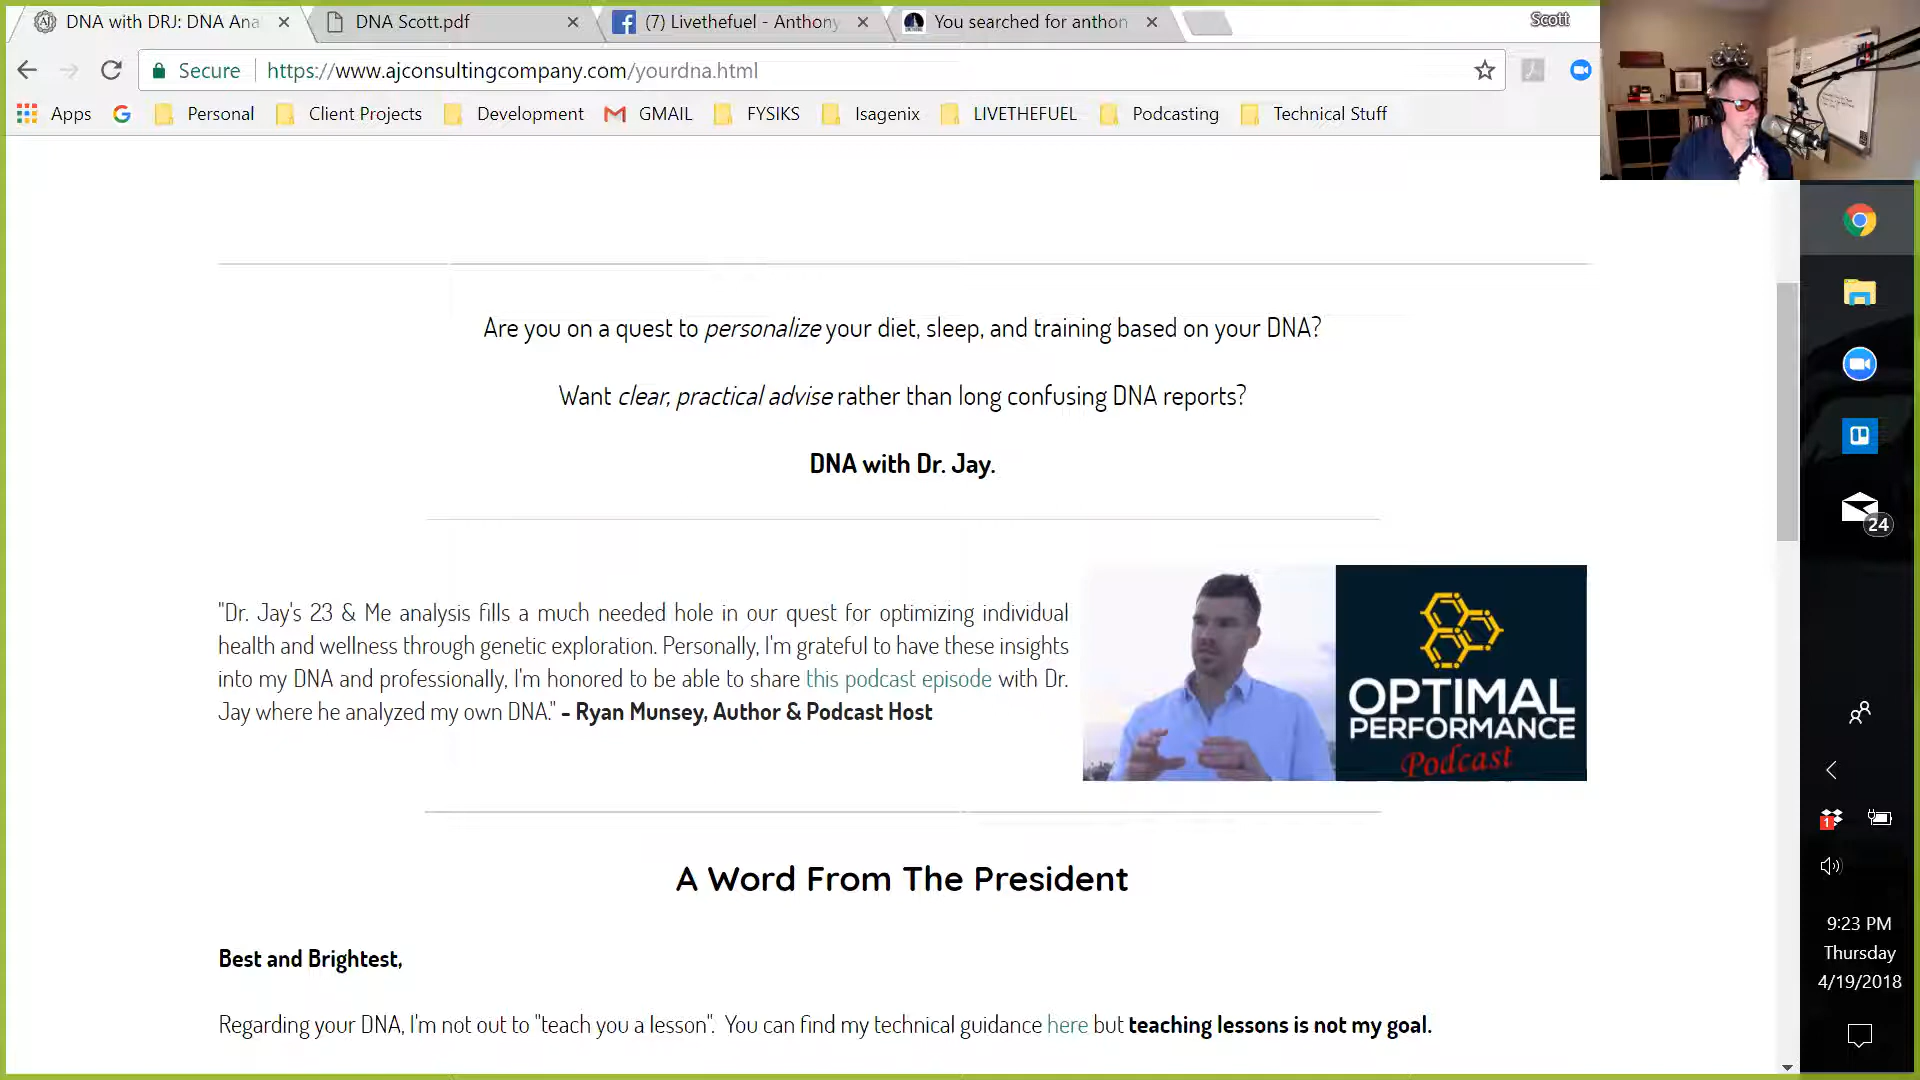 DNA with DRJ: DNA Ana
DNA Scott.pdf
(7) Livethefuel - Anthony
You searched for anthon
Scott
Secure
https://www.ajconsultingcompany.com/yourdna.html
Apps
Personal
Client Projects
Development
GMAIL
FYSIKS
Isagenix
LIVETHEFUEL
Podcasting
Technical Stuff
Are you on a quest to personalize your diet, sleep, and training based on your DNA?
Want clear, practical advise rather than long confusing DNA reports?
DNA with Dr. Jay.
"Dr. Jay's 23 & Me analysis fills a much needed hole in our quest for optimizing individual
health and wellness through genetic exploration. Personally, I'm grateful to have these insights
into my DNA and professionally, I'm honored to be able to share this podcast episode with Dr.
Jay where he analyzed my own DNA." - Ryan Munsey, Author & Podcast Host
OPTIMAL
PERFORMANCE
Podcast
A Word From The President
Best and Brightest,
Regarding your DNA, I'm not out to "teach you a lesson". You can find my technical guidance here but teaching lessons is not my goal.
24
1
9:23 PM
Thursday
4/19/2018